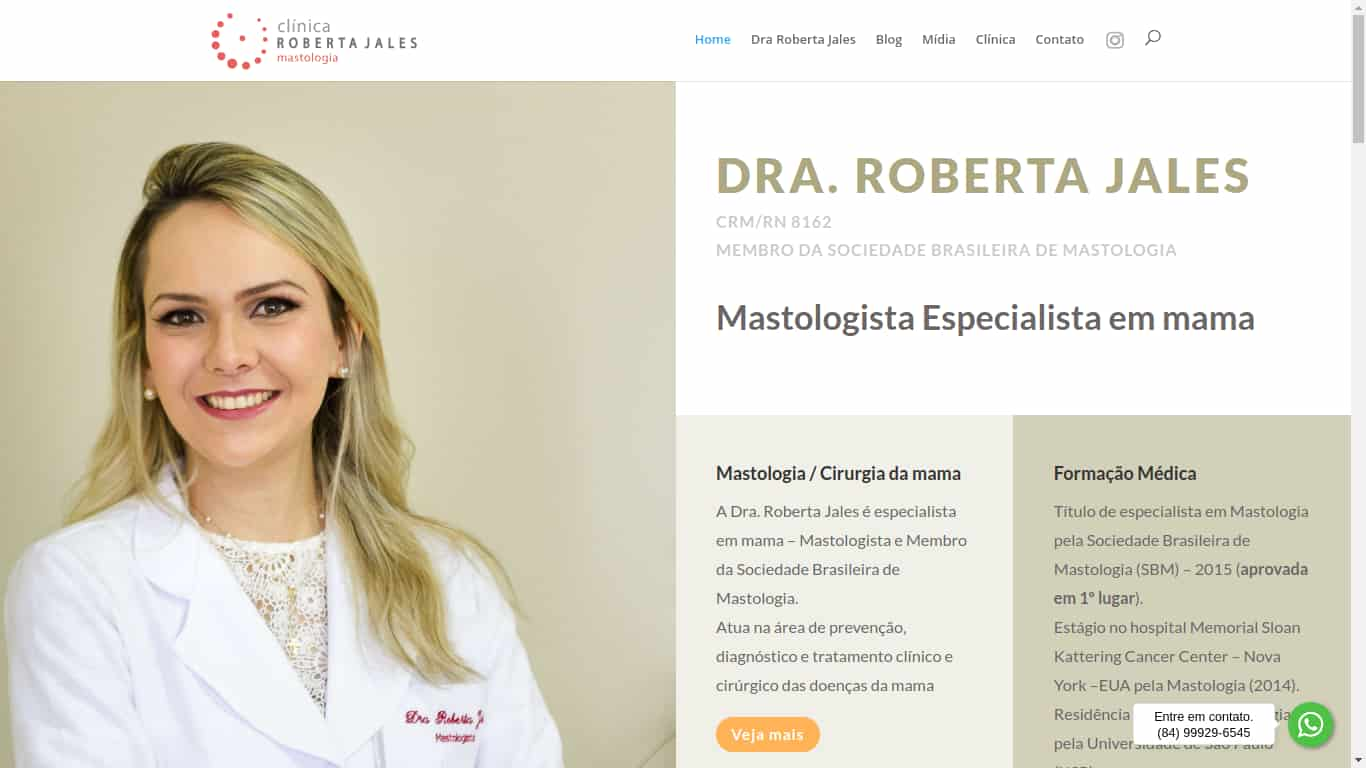 clínica
ROBERTA JALES
mastologia
Home
Dra Roberta Jales
Blog
Mídia
Clínica
Contato
DRA. ROBERTA JALES
CRM/RN 8162
MEMBRO DA SOCIEDADE BRASILEIRA DE MASTOLOGIA
Mastologista Especialista em mama
Mastologia / Cirurgia da mama
A Dra. Roberta Jales é especialista
em mama – Mastologista e Membro
da Sociedade Brasileira de
Mastologia.
Atua na área de prevenção,
diagnóstico e tratamento clínico e
cirúrgico das doenças da mama
Veja mais
Formação Médica
Título de especialista em Mastologia
pela Sociedade Brasileira de
Mastologia (SBM) – 2015 (aprovada
em 1º lugar).
Estágio no hospital Memorial Sloan
Kattering Cancer Center – Nova
York –EUA pela Mastologia (2014).
Residência
pela Universidade de São Paulo
Entre em contato.
(84) 99929-6545
Dra Roberta
Mastologista